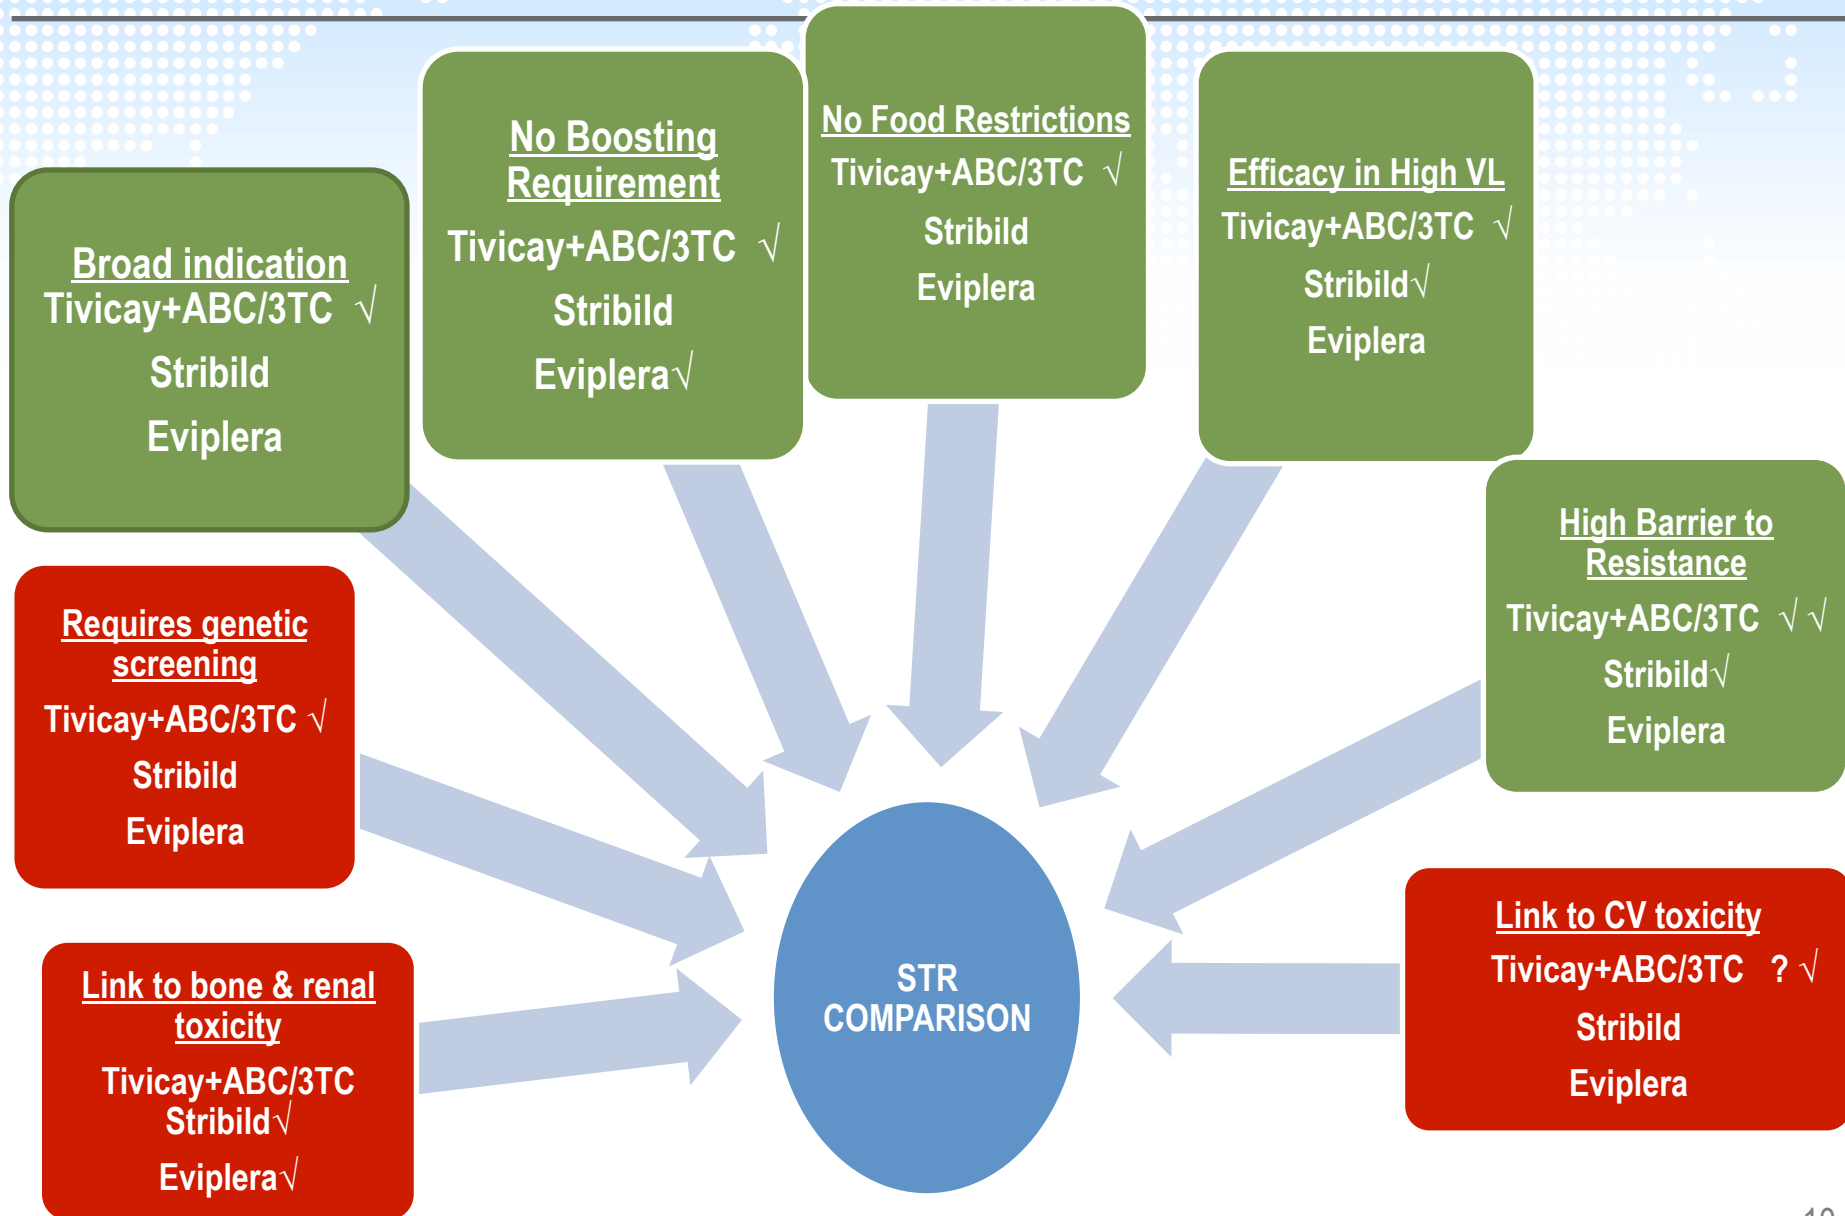 No Food Restrictions
Tivicay+ABC/3TC √
Stribild
Eviplera
No Boosting
Requirement
Tivicay+ABC/3TC √
Stribild
Eviplera√
Efficacy in High VL
Tivicay+ABC/3TC √
Stribild√
Eviplera
Broad indication
Tivicay+ABC/3TC √
Stribild
Eviplera
High Barrier to
Resistance
Tivicay+ABC/3TC √ √
Stribild√
Eviplera
Requires genetic
screening
Tivicay+ABC/3TC √
Stribild
Eviplera
Link to CV toxicity
Tivicay+ABC/3TC ? √
Stribild
Eviplera
Link to bone & renal
toxicity
Tivicay+ABC/3TC
Stribild√
Eviplera√
STR
COMPARISON